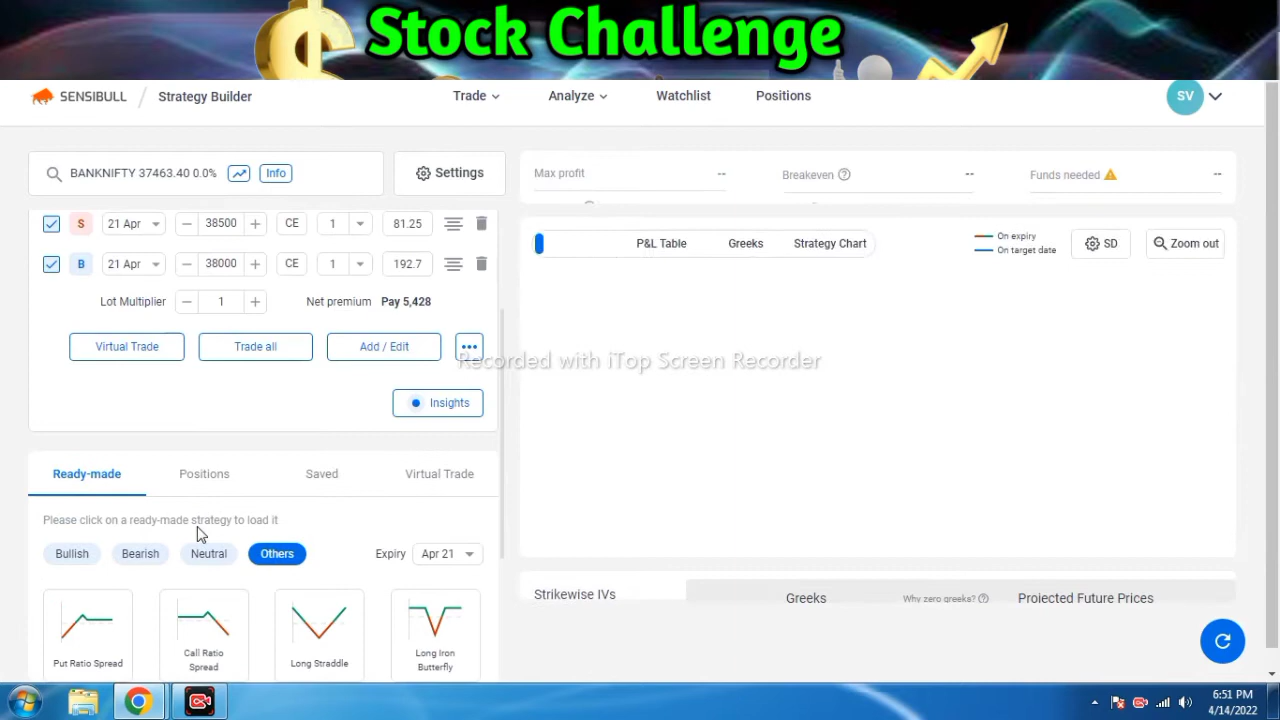 Stock Challenge
SENSIBULL / Strategy Builder
Trade
Analyze
Watchlist
Positions
SV
BANKNIFTY 37463.40 0.0%
Info
Settings
Max profit
--
Breakeven
--
Funds needed
--
S 21 Apr 38500 CE 1 81.25
B 21 Apr 38000 CE 1 192.7
Lot Multiplier 1 Net premium Pay 5,428
Virtual Trade
Trade all
Add / Edit
Insights
P&L Table
Greeks
Strategy Chart
On expiry
On target date
SD
Zoom out
Recorded with iTop Screen Recorder
Ready-made
Positions
Saved
Virtual Trade
Please click on a ready-made strategy to load it
Bullish
Bearish
Neutral
Others
Expiry
Apr 21
Put Ratio Spread
Call Ratio
Spread
Long Straddle
Long Iron
Butterfly
Strikewise IVs
Greeks
Why zero greeks?
Projected Future Prices
6:51 PM
4/14/2022